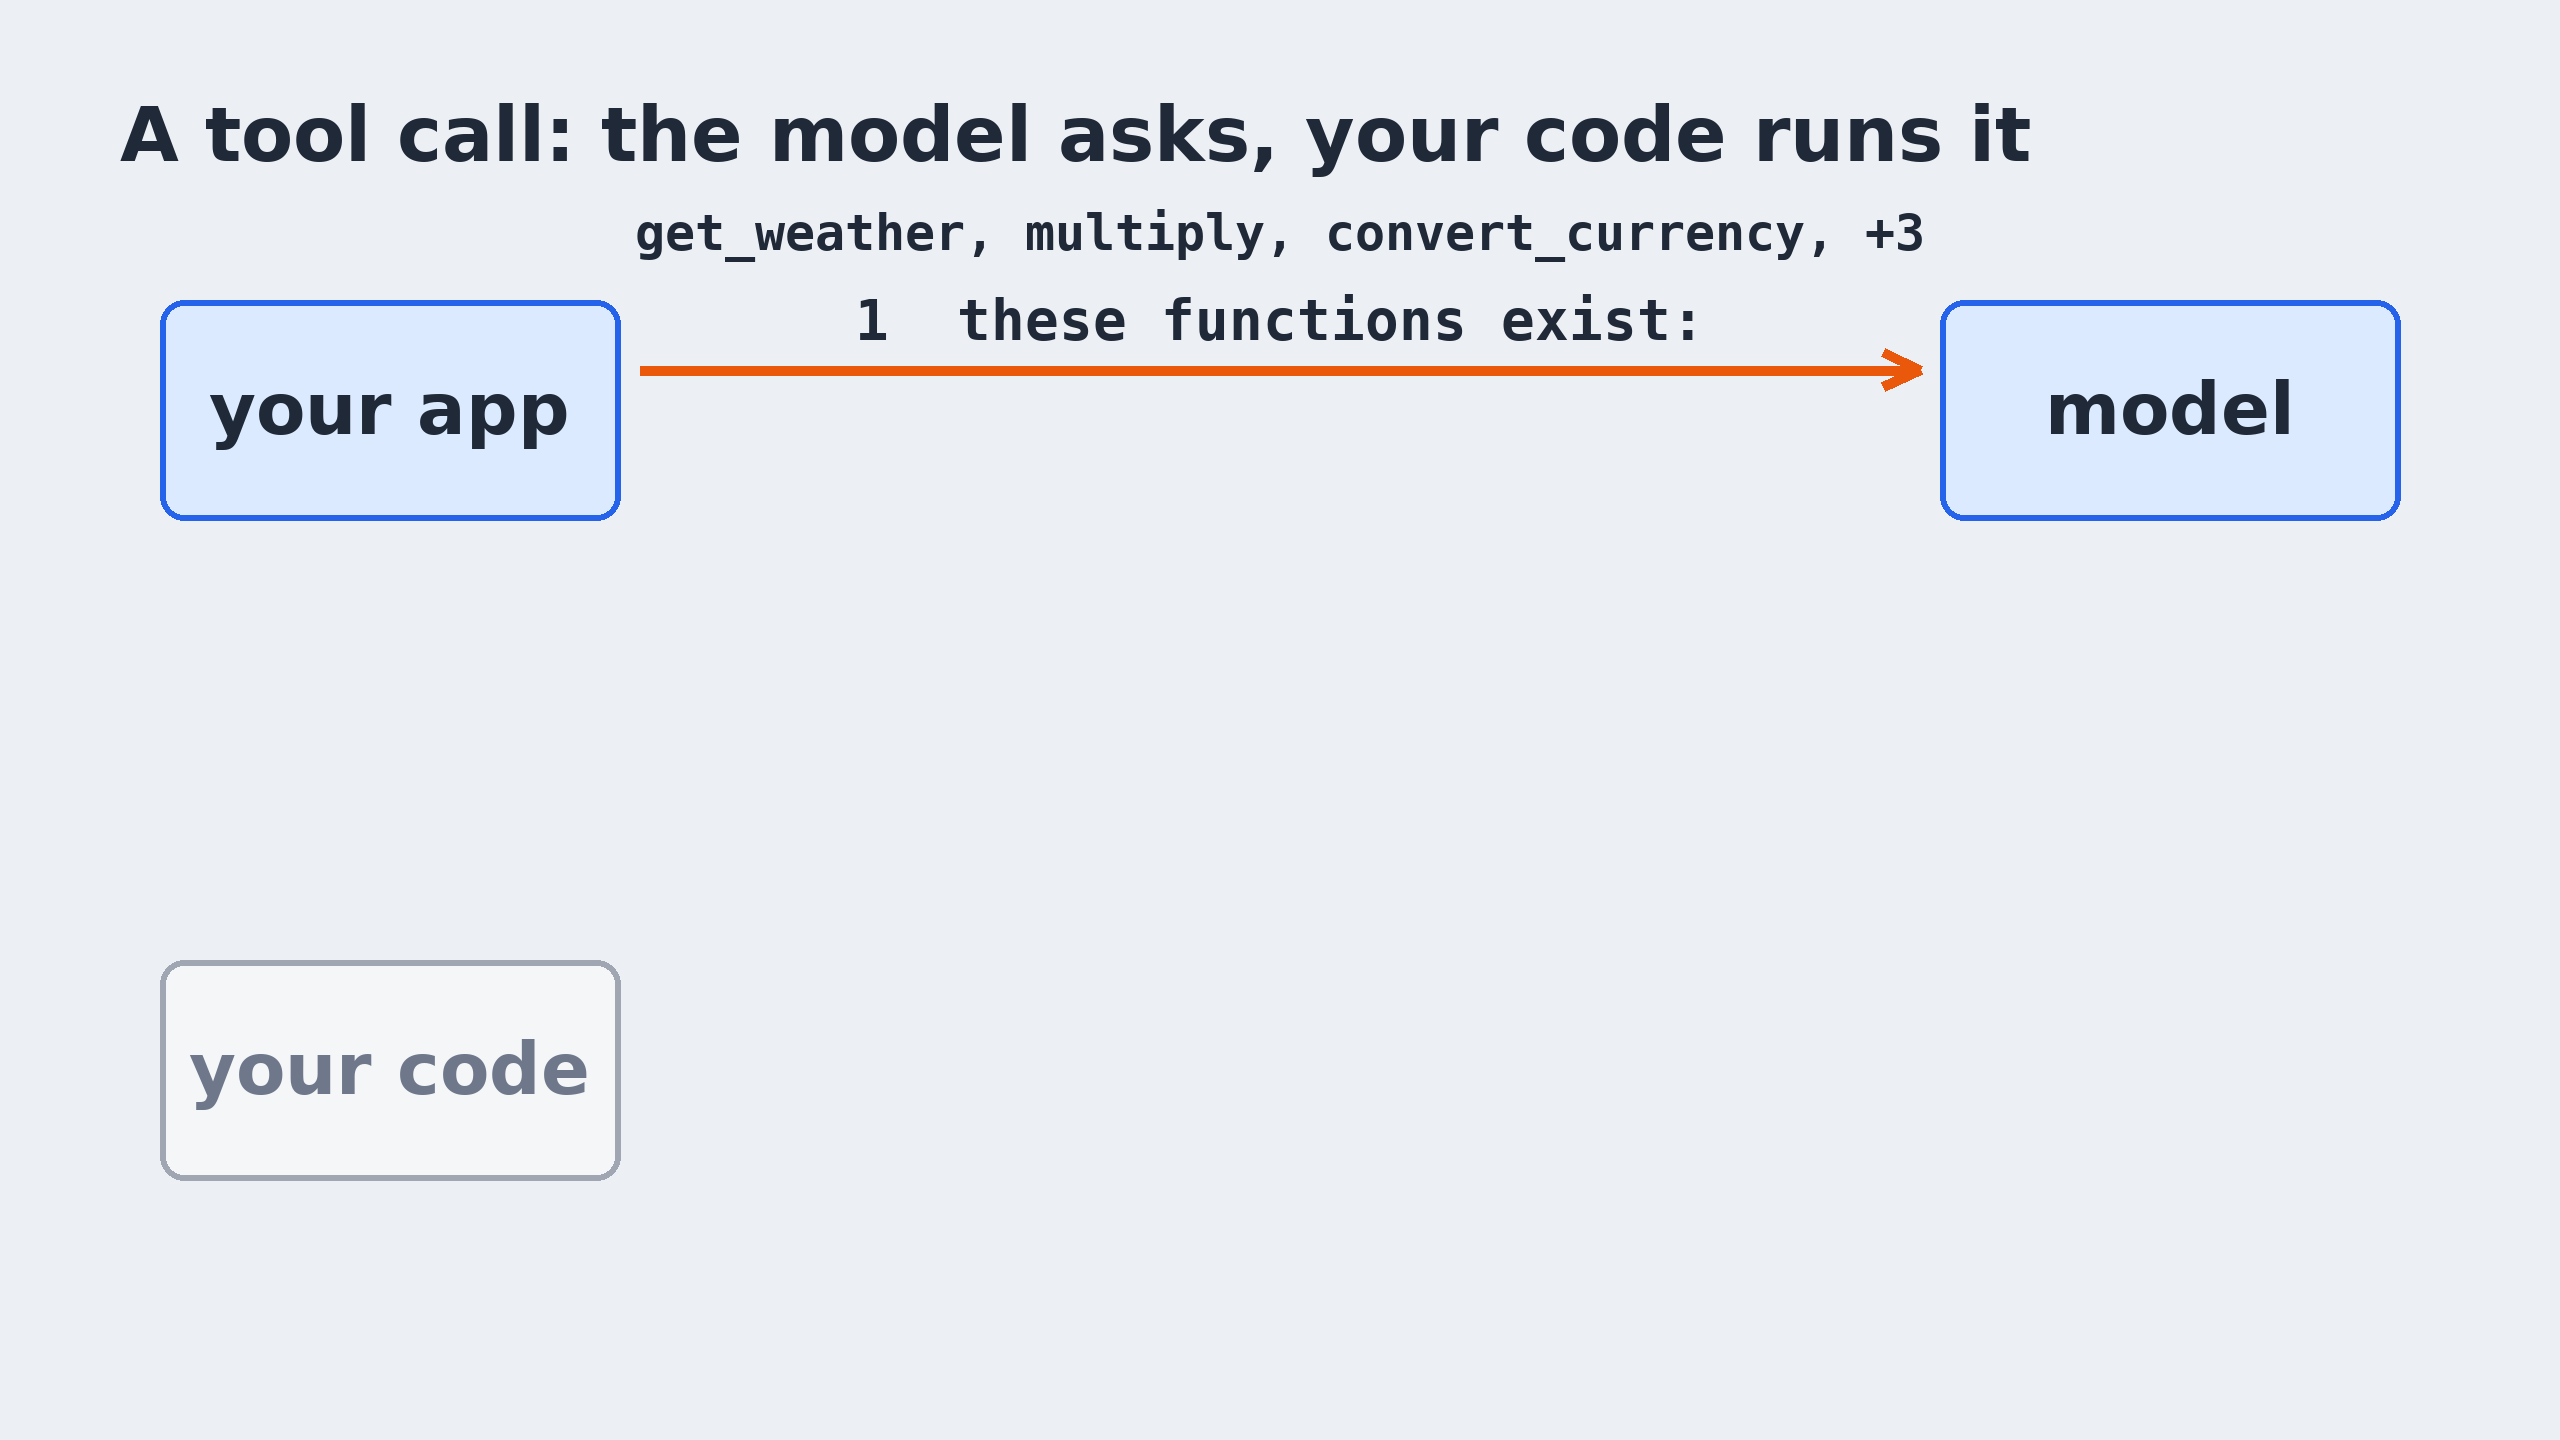 A tool call: the model asks, your code runs it
get_weather, multiply, convert_currency, +3
1  these functions exist:
your app
model
your code